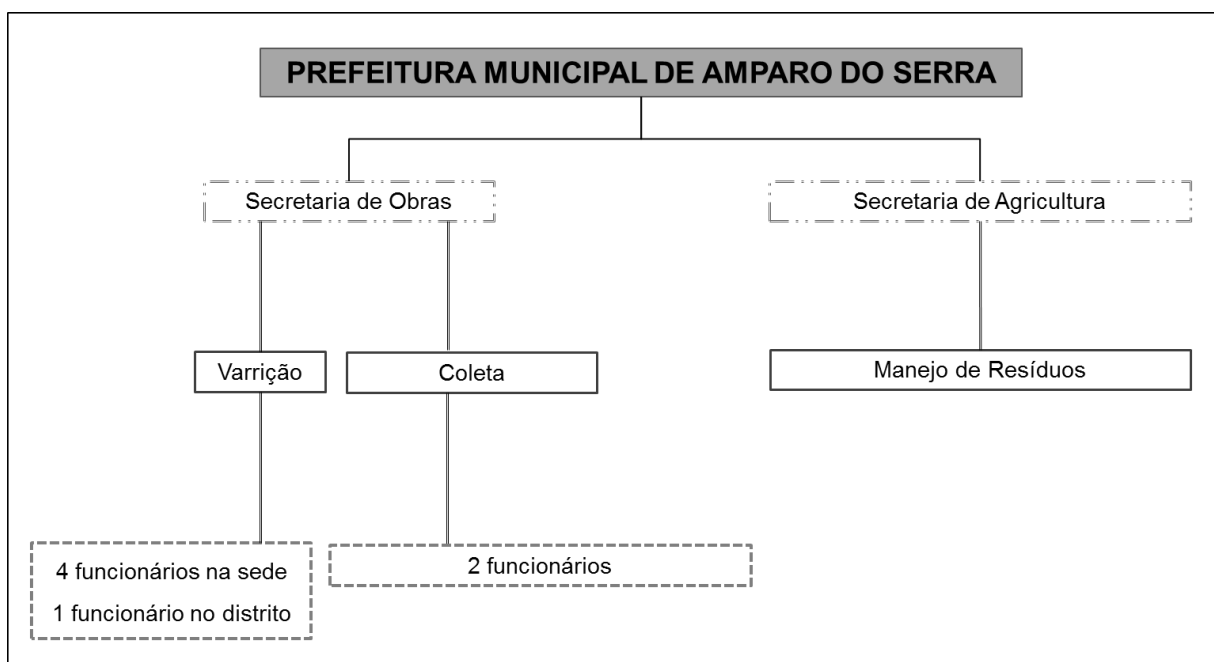 PREFEITURA MUNICIPAL DE AMPARO DO SERRA
Secretaria de Obras
Secretaria de Agricultura
Varrição
Coleta
Manejo de Resíduos
4 funcionários na sede
1 funcionário no distrito
2 funcionários